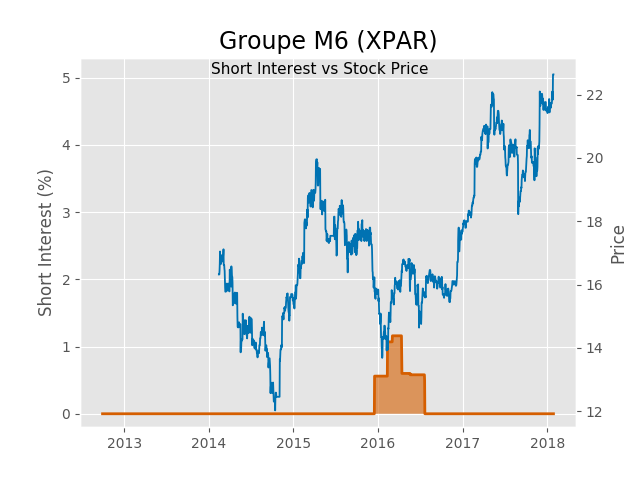 Groupe M6 (XPAR)
Short Interest vs Stock Price
Short Interest (%)
5
4
3
2
1
0
22
20
18
16
14
12
Price
2013 2014 2015 2016 2017 2018